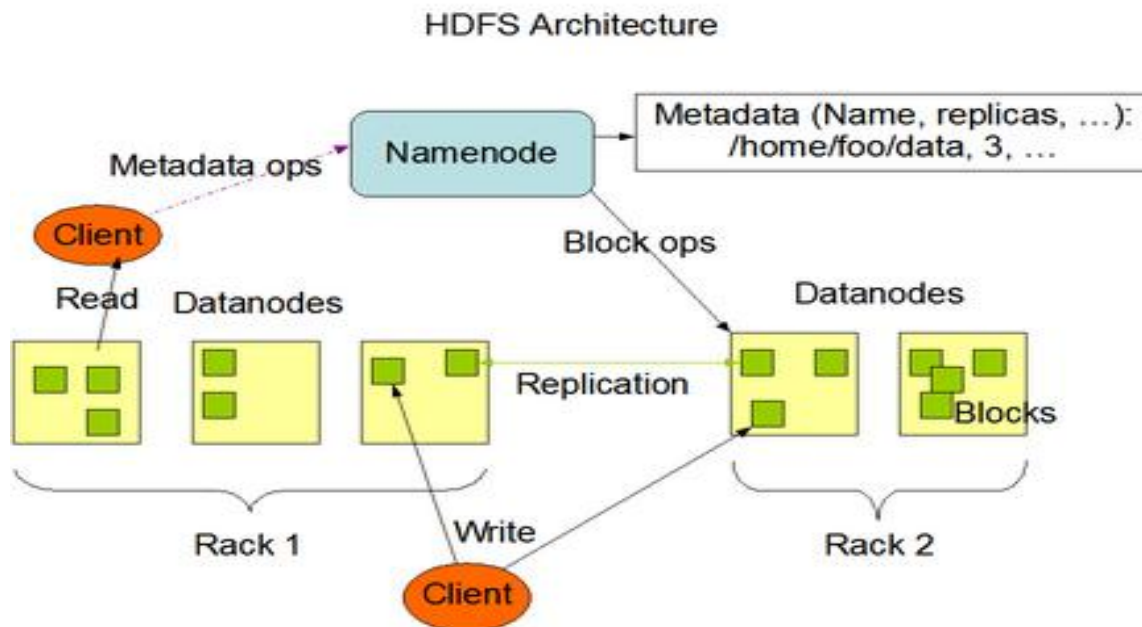 HDFS Architecture
Metadata (Name, replicas, …):
/home/foo/data, 3, …
Namenode
Metadata ops
Client
Block ops
Read
Datanodes
Datanodes
Replication
Blocks
Rack 1
Write
Rack 2
Client